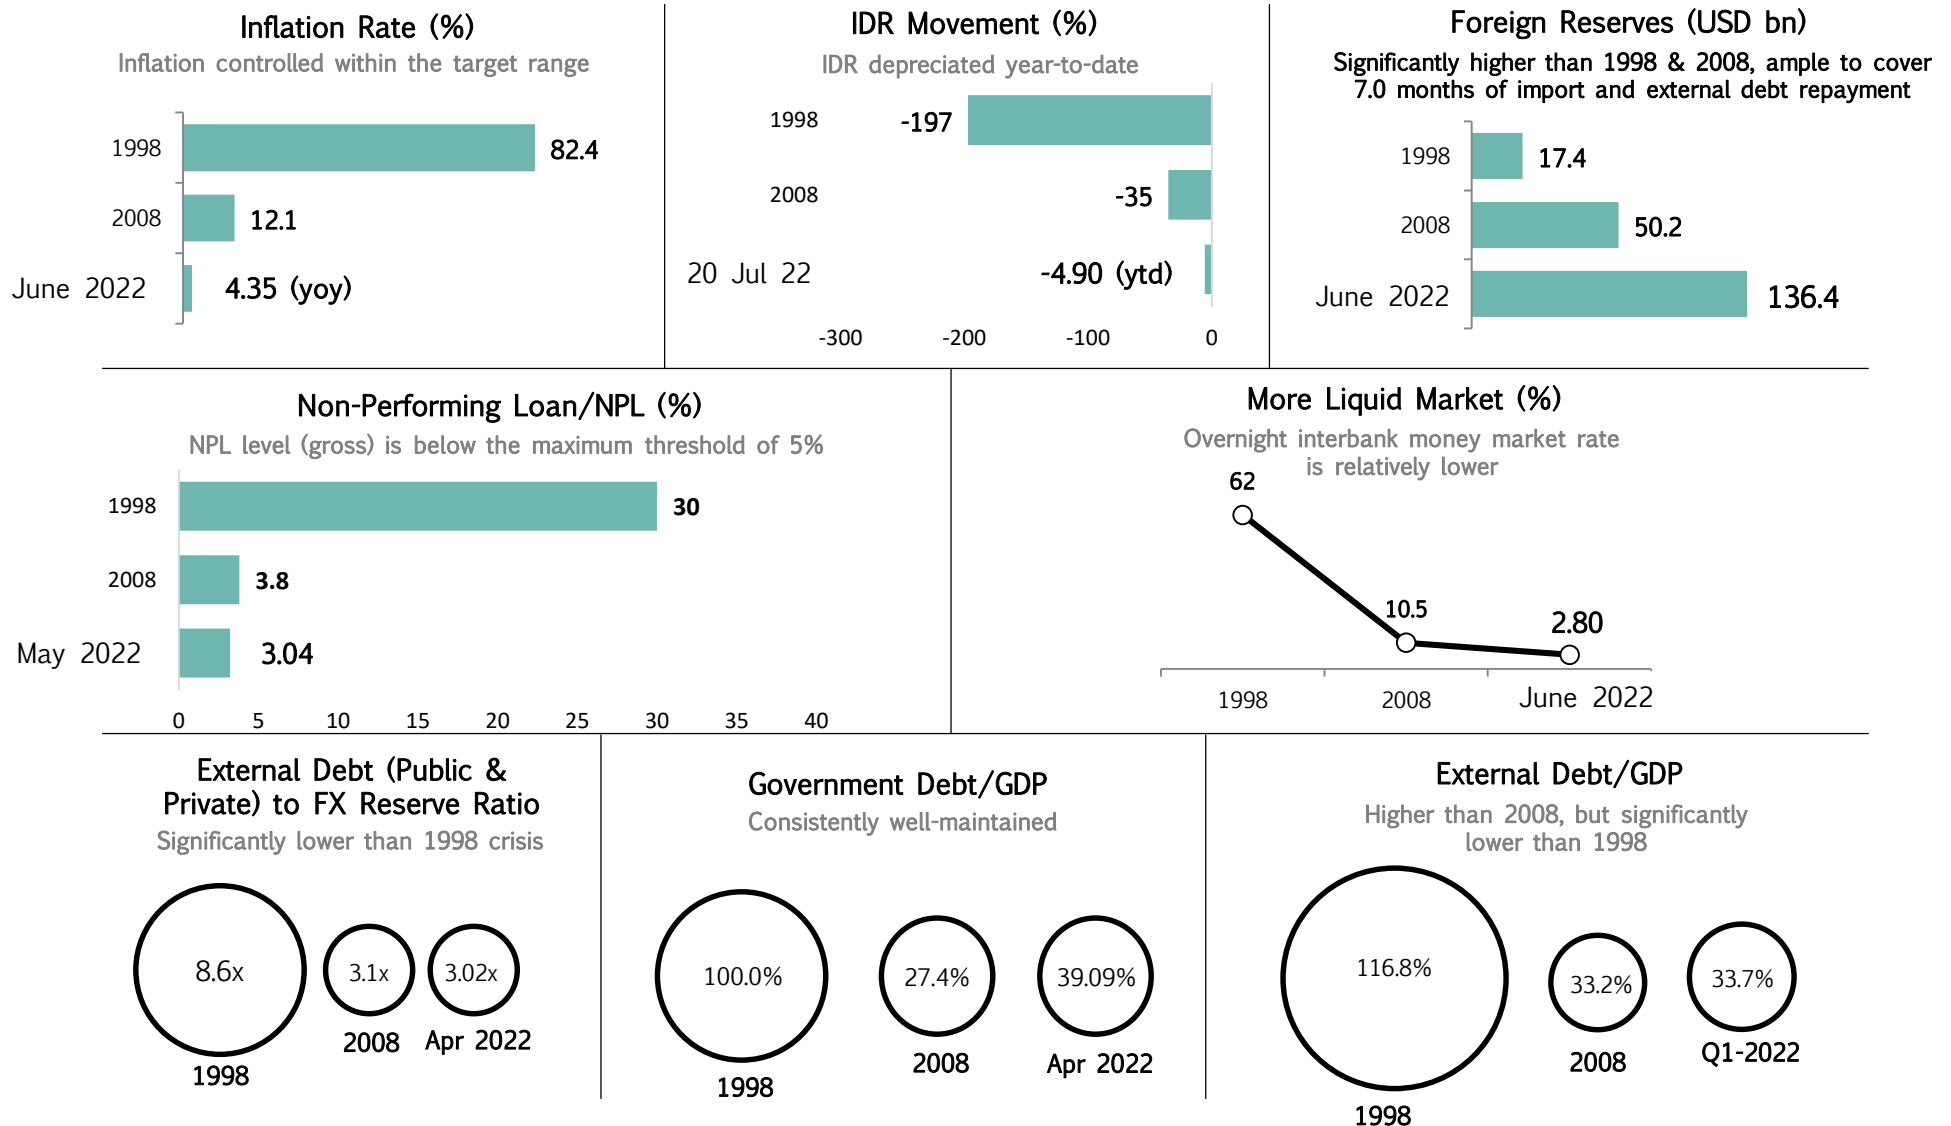 Inflation Rate (%)
Inflation controlled within the target range
1998
82.4
2008
12.1
June 2022
4.35 (yoy)
IDR Movement (%)
IDR depreciated year-to-date
1998
-197
2008
-35
20 Jul 22
-4.90 (ytd)
-300 -200 -100 0
Foreign Reserves (USD bn)
Significantly higher than 1998 & 2008, ample to cover
7.0 months of import and external debt repayment
1998
17.4
2008
50.2
June 2022
136.4
Non-Performing Loan/NPL (%)
NPL level (gross) is below the maximum threshold of 5%
1998
30
2008
3.8
May 2022
3.04
0 5 10 15 20 25 30 35 40
More Liquid Market (%)
Overnight interbank money market rate
is relatively lower
62
10.5
2.80
1998 2008 June 2022
External Debt (Public &
Private) to FX Reserve Ratio
Significantly lower than 1998 crisis
8.6x
3.1x
3.02x
1998
2008
Apr 2022
Government Debt/GDP
Consistently well-maintained
100.0%
27.4%
39.09%
1998
2008
Apr 2022
External Debt/GDP
Higher than 2008, but significantly
lower than 1998
116.8%
33.2%
33.7%
1998
2008
Q1-2022